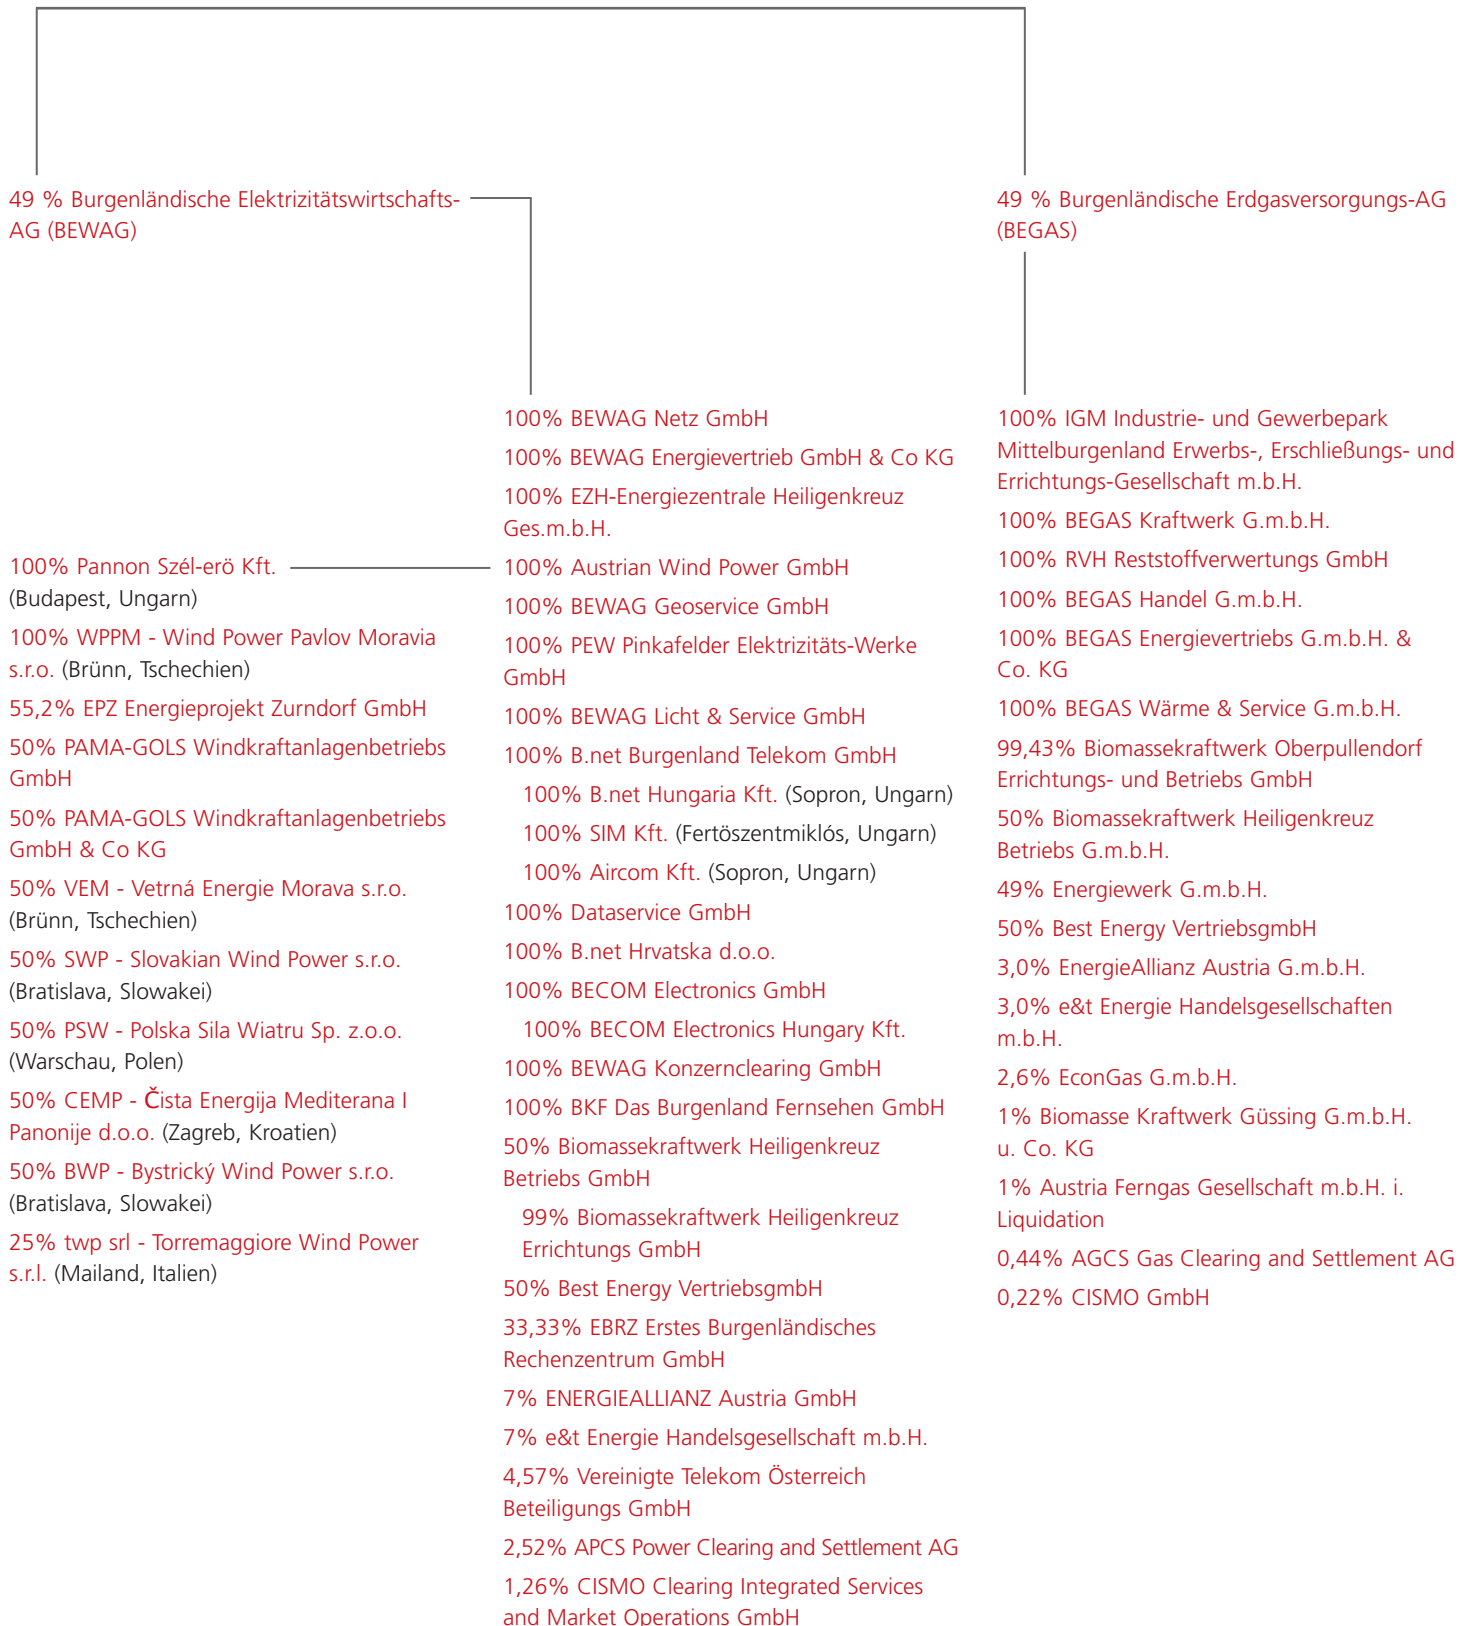 49 % Burgenländische Elektrizitätswirtschafts-
AG (BEWAG)
49 % Burgenländische Erdgasversorgungs-AG
(BEGAS)
100% Pannon Szél-erö Kft.
(Budapest, Ungarn)
100% WPPM - Wind Power Pavlov Moravia
s.r.o. (Brünn, Tschechien)
55,2% EPZ Energieprojekt Zurndorf GmbH
50% PAMA-GOLS Windkraftanlagenbetriebs
GmbH
50% PAMA-GOLS Windkraftanlagenbetriebs
GmbH & Co KG
50% VEM - Vetrná Energie Morava s.r.o.
(Brünn, Tschechien)
50% SWP - Slovakian Wind Power s.r.o.
(Bratislava, Slowakei)
50% PSW - Polska Sila Wiatru Sp. z.o.o.
(Warschau, Polen)
50% CEMP - Čista Energija Mediterana l
Panonije d.o.o. (Zagreb, Kroatien)
50% BWP - Bystrický Wind Power s.r.o.
(Bratislava, Slowakei)
25% twp srl - Torremaggiore Wind Power
s.r.l. (Mailand, Italien)
100% BEWAG Netz GmbH
100% BEWAG Energievertrieb GmbH & Co KG
100% EZH-Energiezentrale Heiligenkreuz
Ges.m.b.H.
100% Austrian Wind Power GmbH
100% BEWAG Geoservice GmbH
100% PEW Pinkafelder Elektrizitäts-Werke
GmbH
100% BEWAG Licht & Service GmbH
100% B.net Burgenland Telekom GmbH
100% B.net Hungaria Kft. (Sopron, Ungarn)
100% SIM Kft. (Fertöszentmiklós, Ungarn)
100% Aircom Kft. (Sopron, Ungarn)
100% Dataservice GmbH
100% B.net Hrvatska d.o.o.
100% BECOM Electronics GmbH
100% BECOM Electronics Hungary Kft.
100% BEWAG Konzernclearing GmbH
100% BKF Das Burgenland Fernsehen GmbH
50% Biomassekraftwerk Heiligenkreuz
Betriebs GmbH
99% Biomassekraftwerk Heiligenkreuz
Errichtungs GmbH
50% Best Energy VertriebsgmbH
33,33% EBRZ Erstes Burgenländisches
Rechenzentrum GmbH
7% ENERGIEALLIANZ Austria GmbH
7% e&t Energie Handelsgesellschaft m.b.H.
4,57% Vereinigte Telekom Österreich
Beteiligungs GmbH
2,52% APCS Power Clearing and Settlement AG
1,26% CISMO Clearing Integrated Services
and Market Operations GmbH
100% IGM Industrie- und Gewerbepark
Mittelburgenland Erwerbs-, Erschließungs- und
Errichtungs-Gesellschaft m.b.H.
100% BEGAS Kraftwerk G.m.b.H.
100% RVH Reststoffverwertungs GmbH
100% BEGAS Handel G.m.b.H.
100% BEGAS Energievertriebs G.m.b.H. &
Co. KG
100% BEGAS Wärme & Service G.m.b.H.
99,43% Biomassekraftwerk Oberpullendorf
Errichtungs- und Betriebs GmbH
50% Biomassekraftwerk Heiligenkreuz
Betriebs G.m.b.H.
49% Energiewerk G.m.b.H.
50% Best Energy VertriebsgmbH
3,0% EnergieAllianz Austria G.m.b.H.
3,0% e&t Energie Handelsgesellschaften
m.b.H.
2,6% EconGas G.m.b.H.
1% Biomasse Kraftwerk Güssing G.m.b.H.
u. Co. KG
1% Austria Ferngas Gesellschaft m.b.H. i.
Liquidation
0,44% AGCS Gas Clearing and Settlement AG
0,22% CISMO GmbH